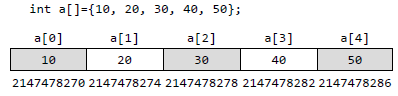 int a[]={10, 20, 30, 40, 50};
a[0] a[1] a[2] a[3] a[4]
10 20 30 40 50
2147478270 2147478274 2147478278 2147478282 2147478286